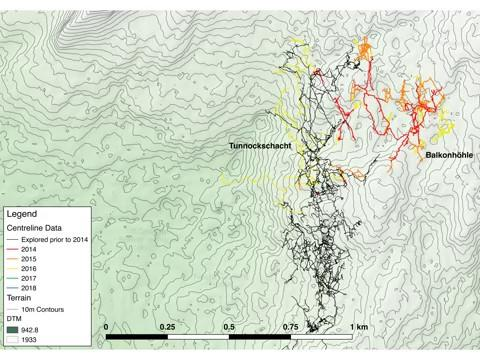 Tunnockschacht
Balkonhöhle
Legend
Centreline Data
Explored prior to 2014
2014
2015
2016
2017
2018
Terrain
10m Contours
DTM
942.8
1933
0 0.25 0.5 0.75 1 km